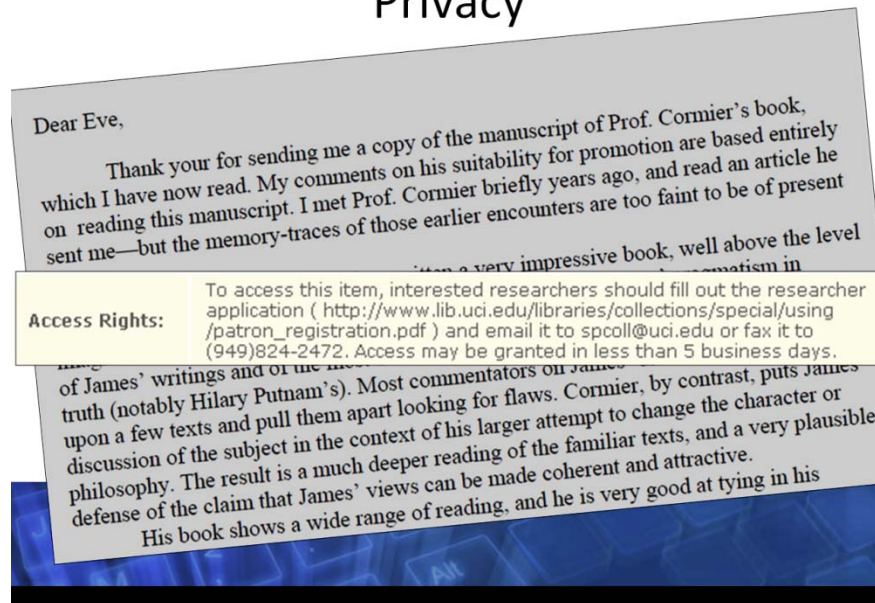 Privacy
Dear Eve,
Thank your for sending me a copy of the manuscript of Prof. Cormier's book,
which I have now read. My comments on his suitability for promotion are based entirely
on reading this manuscript. I met Prof. Cormier briefly years ago, and read an article he
sent me—but the memory-traces of those earlier encounters are too faint to be of present
a very impressive book, well above the level
pragmatism in
Access Rights:
To access this item, interested researchers should fill out the researcher
application ( http://www.lib.uci.edu/libraries/collections/special/using
/patron_registration.pdf ) and email it to spcoll@uci.edu or fax it to
(949)824-2472. Access may be granted in less than 5 business days.
of James' writings and of the
truth (notably Hilary Putnam's). Most commentators on James'
upon a few texts and pull them apart looking for flaws. Cormier, by contrast, puts James'
discussion of the subject in the context of his larger attempt to change the character or
philosophy. The result is a much deeper reading of the familiar texts, and a very plausible
defense of the claim that James' views can be made coherent and attractive.
His book shows a wide range of reading, and he is very good at tying in his
Alt